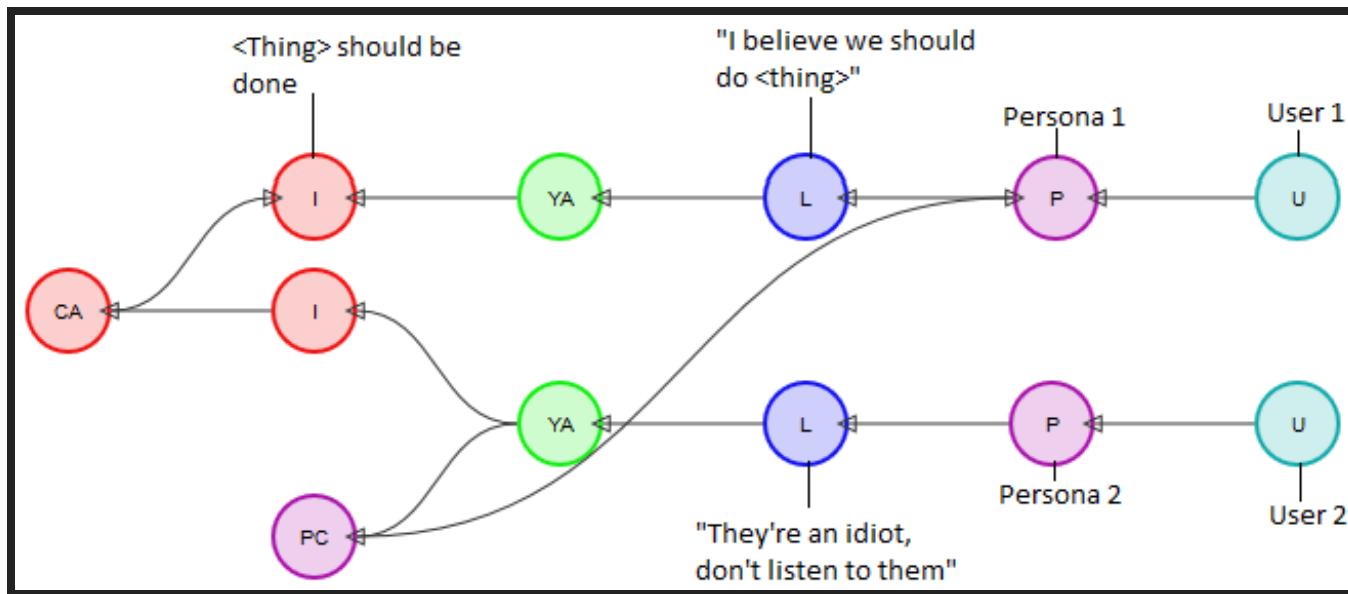 <Thing> should be
done
"I believe we should
do <thing>"
Persona 1
User 1
I
YA
L
P
U
CA
I
YA
L
P
U
PC
Persona 2
User 2
"They're an idiot,
don't listen to them"